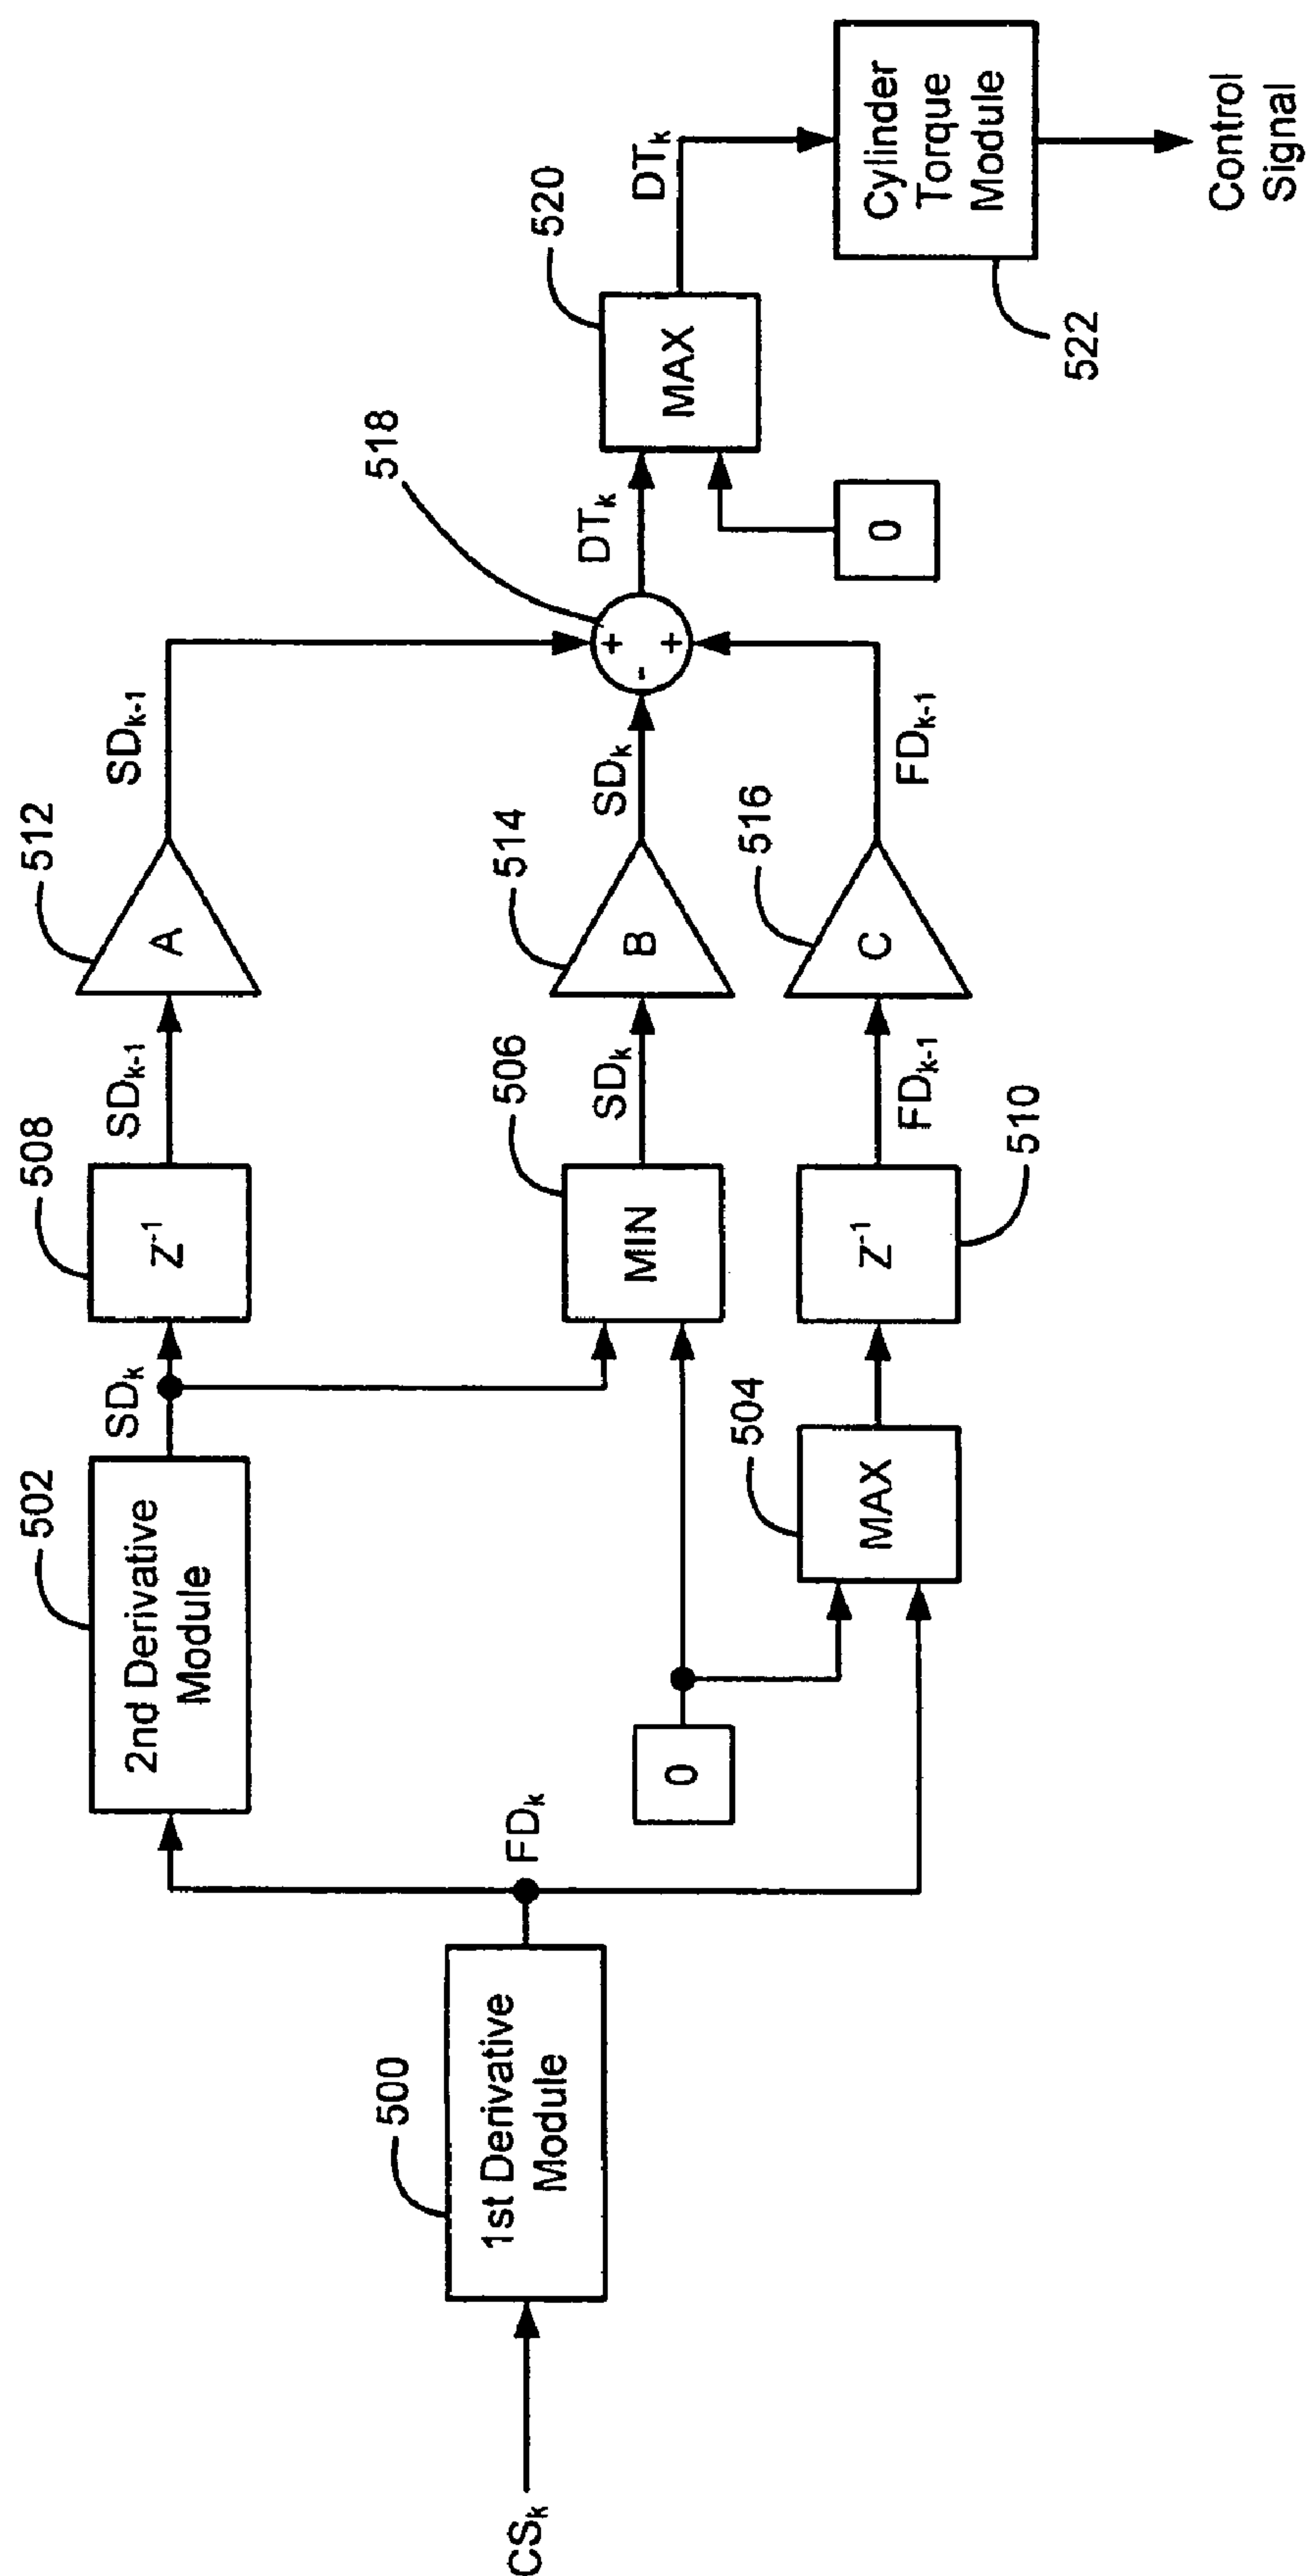 CSₖ
500
1st Derivative
Module
FDₖ
502
2nd Derivative
Module
SDₖ
0
504
MAX
508
Z⁻¹
506
MIN
510
Z⁻¹
SDₖ₋₁
SDₖ
FDₖ₋₁
512
A
514
B
516
C
SDₖ₋₁
SDₖ
FDₖ₋₁
518
+
-
+
DTₖ
0
520
MAX
DTₖ
Cylinder
Torque
Module
522
Control
Signal